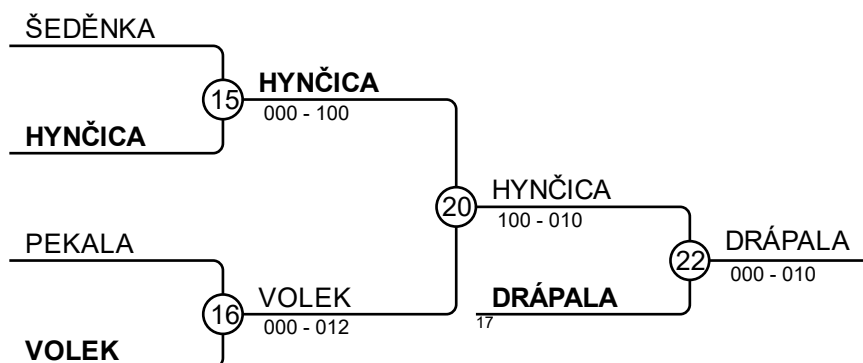 ŠEDĚNKA
15
HYNČICA
000 - 100
HYNČICA
20
HYNČICA
100 - 010
PEKALA
22
DRÁPALA
000 - 010
16
VOLEK
000 - 012
DRÁPALA
17
VOLEK